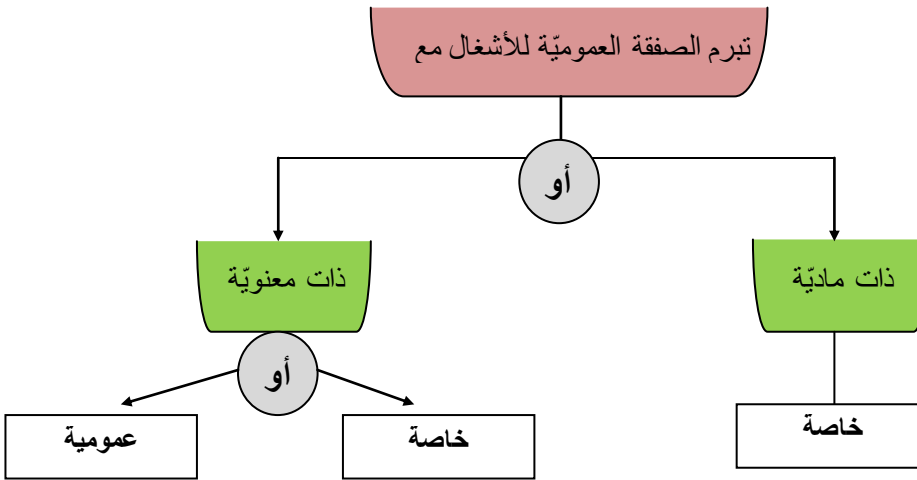 تبرم الصفقة العموميّة للأشغال مع
أو
ذات ماديّة
ذات معنويّة
أو
خاصة
خاصة
عمومية